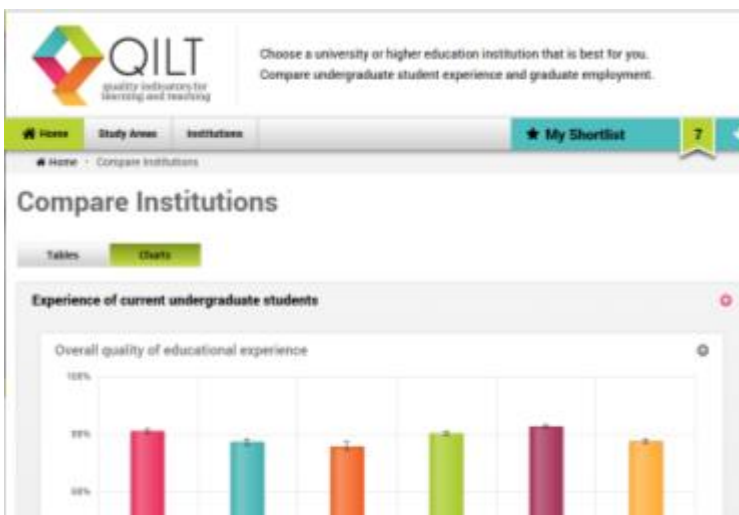 QILT
quality indicators for
learning and teaching
Choose a university or higher education institution that is best for you.
Compare undergraduate student experience and graduate employment.
Home Study Areas Institutions My Shortlist 7
Home · Compare Institutions
Compare Institutions
Tables Charts
Experience of current undergraduate students
Overall quality of educational experience
100%